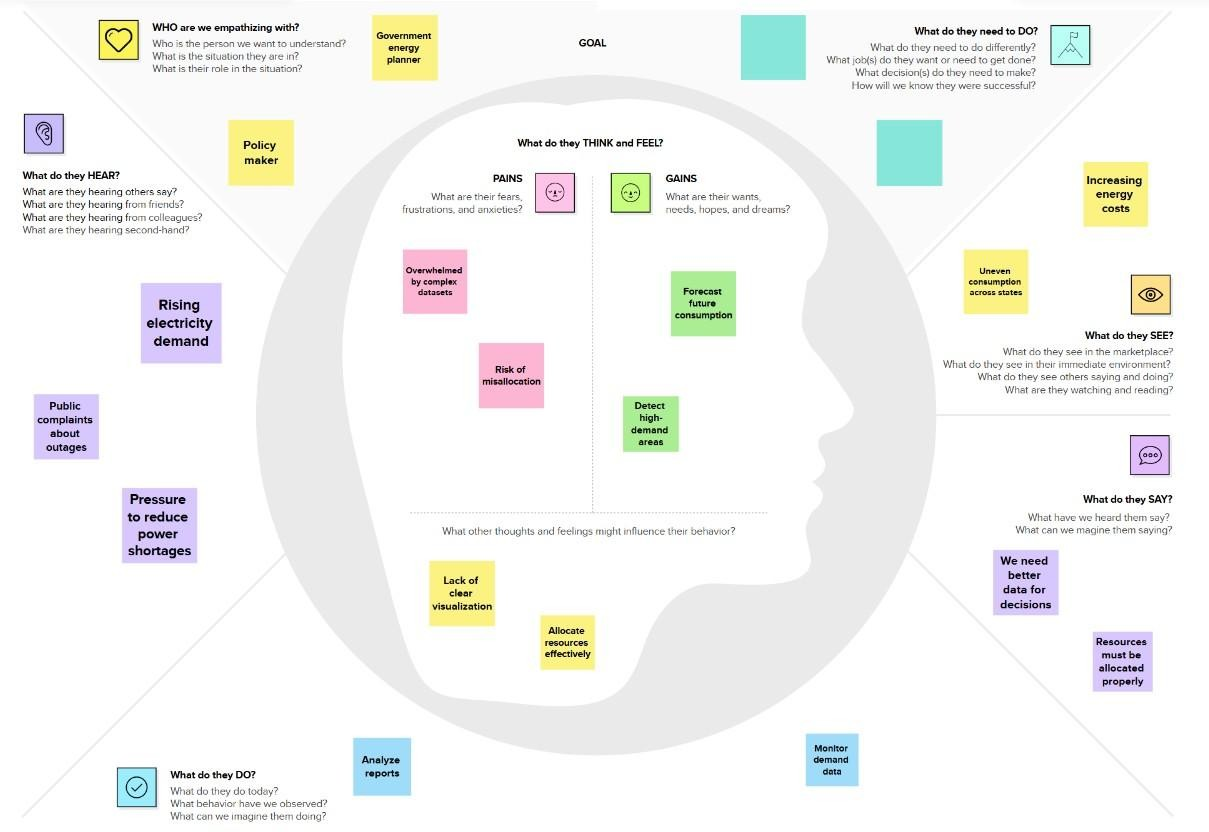 WHO are we empathizing with?
Who is the person we want to understand?
What is the situation they are in?
What is their role in the situation?
Government
energy
planner
Policy
maker
GOAL
What do they need to DO?
What do they need to do differently?
What job(s) do they want or need to get done?
What decision(s) do they need to make?
How will we know they were successful?
What do they HEAR?
What are they hearing others say?
What are they hearing from friends?
What are they hearing from colleagues?
What are they hearing second-hand?
Rising
electricity
demand
Public
complaints
about
outages
Pressure
to reduce
power
shortages
What do they THINK and FEEL?
PAINS
What are their fears,
frustrations, and anxieties?
GAINS
What are their wants,
needs, hopes, and dreams?
Overwhelmed
by complex
datasets
Risk of
misallocation
Forecast
future
consumption
Detect
high-
demand
areas
What other thoughts and feelings might influence their behavior?
Lack of
clear
visualization
Allocate
resources
effectively
Increasing
energy
costs
Uneven
consumption
across states
What do they SEE?
What do they see in the marketplace?
What do they see in their immediate environment?
What do they see others saying and doing?
What are they watching and reading?
What do they SAY?
What have we heard them say?
What can we magine them saying?
We need
better
data for
decisions
Resources
must be
allocated
properly
What do they DO?
What do they do today?
What behavior have we observed?
What can we imagine them doing?
Analyze
reports
Monitor
demand
data